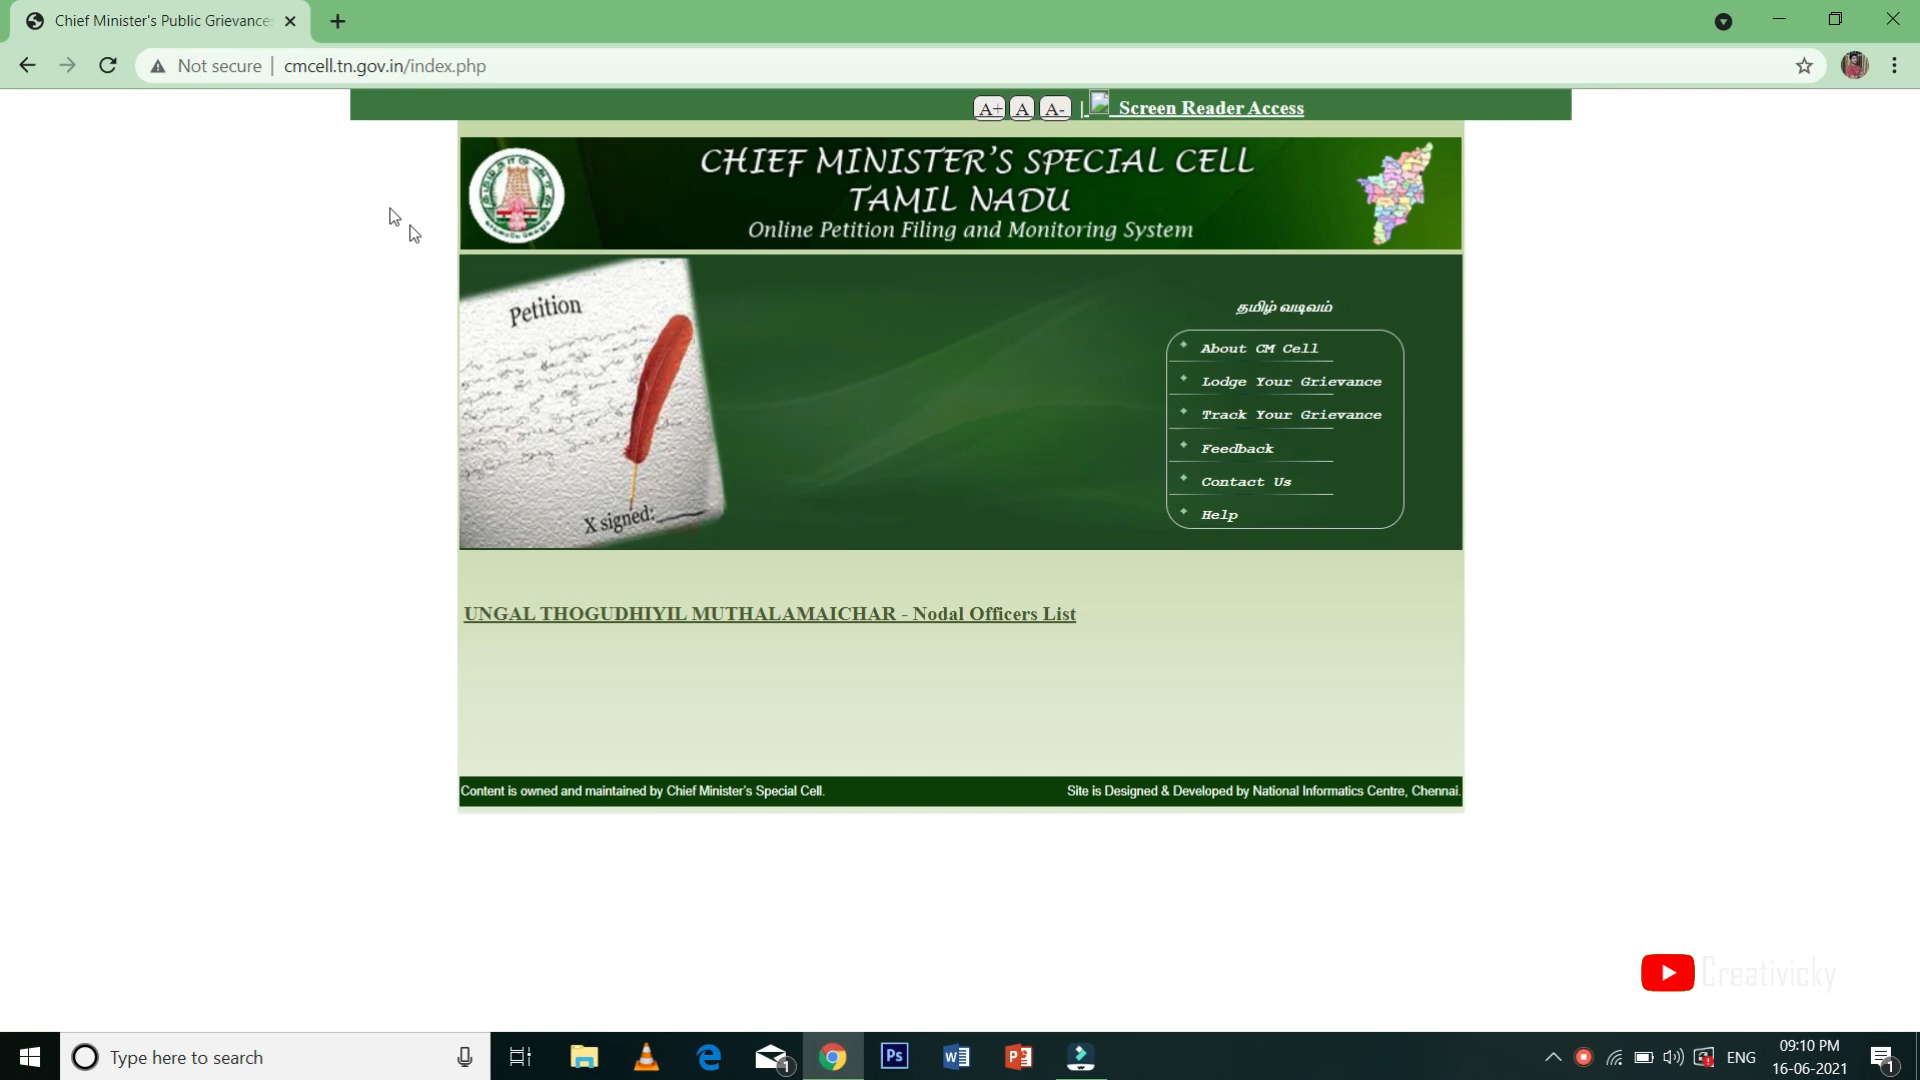 Chief Minister's Public Grievance
Not secure | cmcell.tn.gov.in/index.php
A+ A A- | Screen Reader Access
CHIEF MINISTER'S SPECIAL CELL
TAMIL NADU
Online Petition Filing and Monitoring System
Petition
X signed:
தமிழ் வடிவம்
About CM Cell
Lodge Your Grievance
Track Your Grievance
Feedback
Contact Us
Help
UNGAL THOGUDHIYIL MUTHALAMAICHAR - Nodal Officers List
Content is owned and maintained by Chief Minister's Special Cell.
Site is Designed & Developed by National Informatics Centre, Chennai.
Creativicky
Type here to search
1
Ps
W
P
ENG
09:10 PM
16-06-2021
1